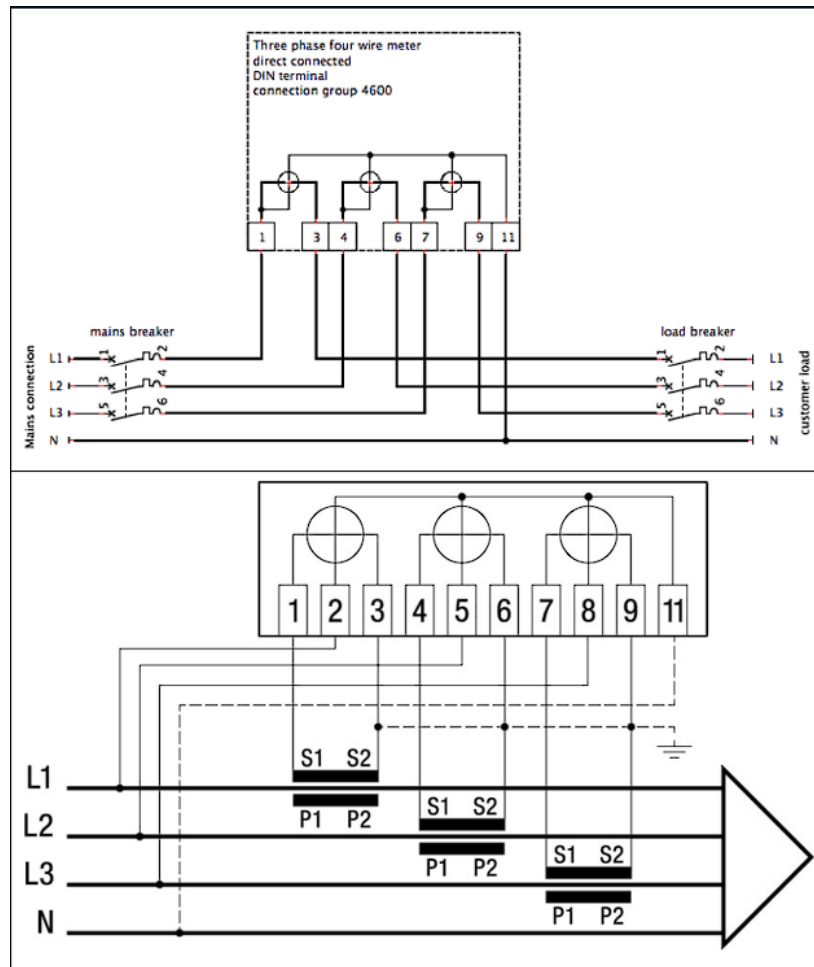 Three phase four wire meter
direct connected
DIN terminal
connection group 4600
1 3 4 6 7 9 11
mains breaker
load breaker
Mains connection
L1 1 2
L2 3 4
L3 5 6
N
1 2 L1
3 4 L2
5 6 L3
N
customer load
1 2 3 4 5 6 7 8 9 11
S1 S2
L1
P1 P2
S1 S2
L2
P1 P2
S1 S2
L3
P1 P2
N